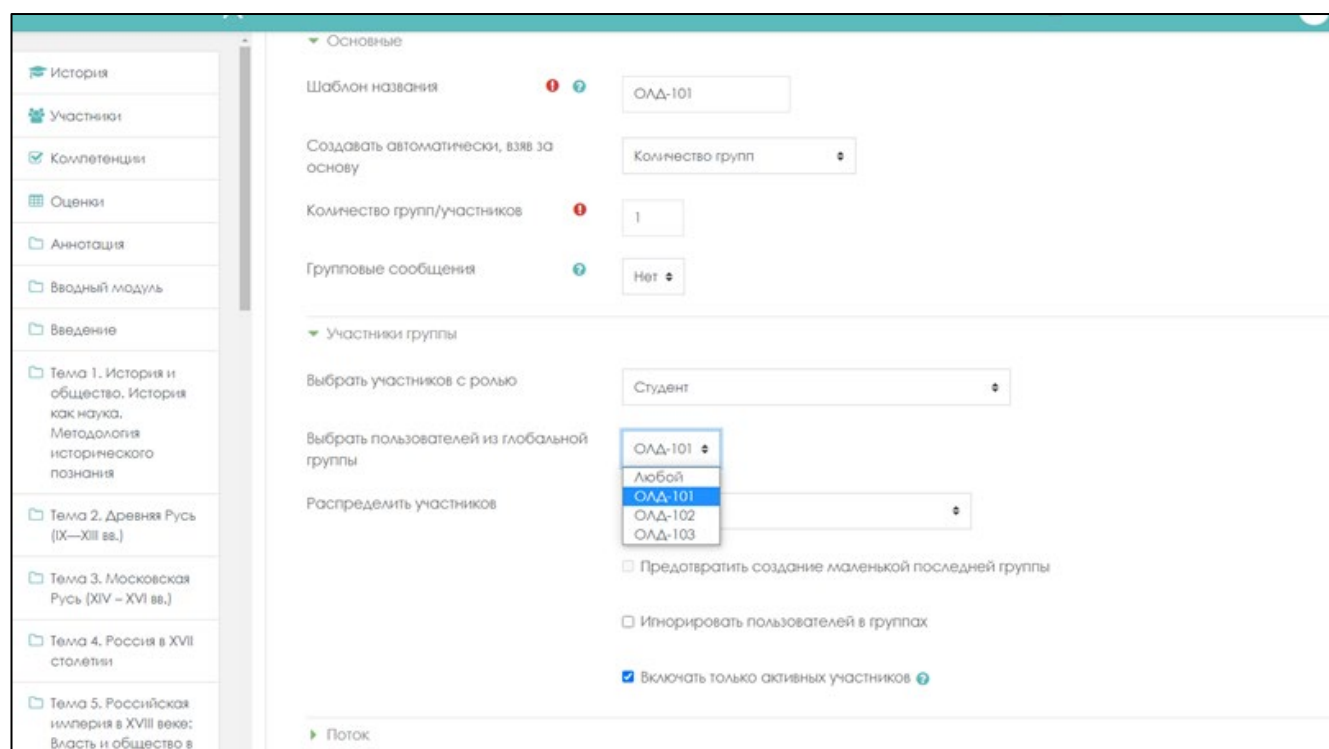 История
Участники
Компетенции
Оценки
Аннотация
Вводный модуль
Введение
Тема 1. История и
общество. История
как наука.
Методология
исторического
познания
Тема 2. Древняя Русь
(IX—XIII вв.)
Тема 3. Московская
Русь (XIV – XVI вв.)
Тема 4. Россия в XVII
столетии
Тема 5. Российская
империя в XVIII веке:
Власть и общество в
Основные
Шаблон названия
ОЛД-101
Создавать автоматически, взяв за
основу
Количество групп
Количество групп/участников
1
Групповые сообщения
Нет
Участники группы
Выбрать участников с ролью
Студент
Выбрать пользователей из глобальной
группы
ОЛД-101
Любой
ОЛД-101
ОЛД-102
ОЛД-103
Распределить участников
Предотвратить создание маленькой последней группы
Игнорировать пользователей в группах
Включать только активных участников
Поток